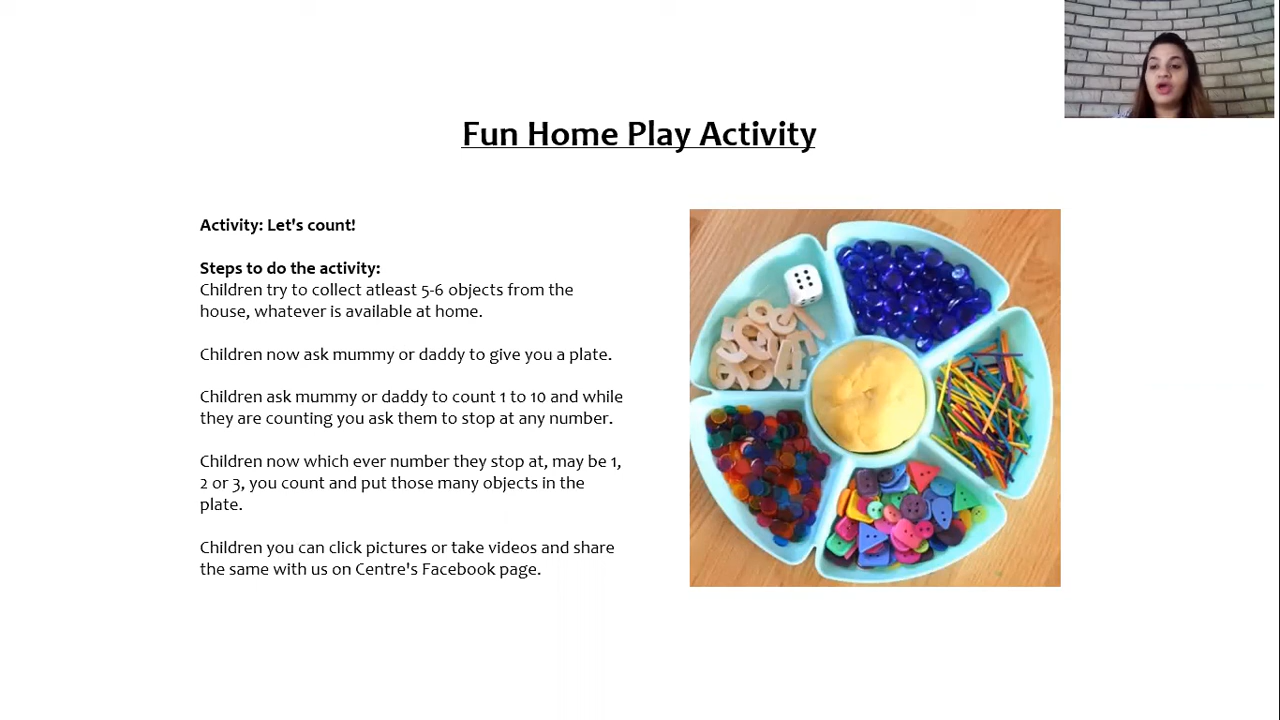 Fun Home Play Activity
Activity: Let's count!
Steps to do the activity:
Children try to collect atleast 5-6 objects from the
house, whatever is available at home.
Children now ask mummy or daddy to give you a plate.
Children ask mummy or daddy to count 1 to 10 and while
they are counting you ask them to stop at any number.
Children now which ever number they stop at, may be 1,
2 or 3, you count and put those many objects in the
plate.
Children you can click pictures or take videos and share
the same with us on Centre's Facebook page.